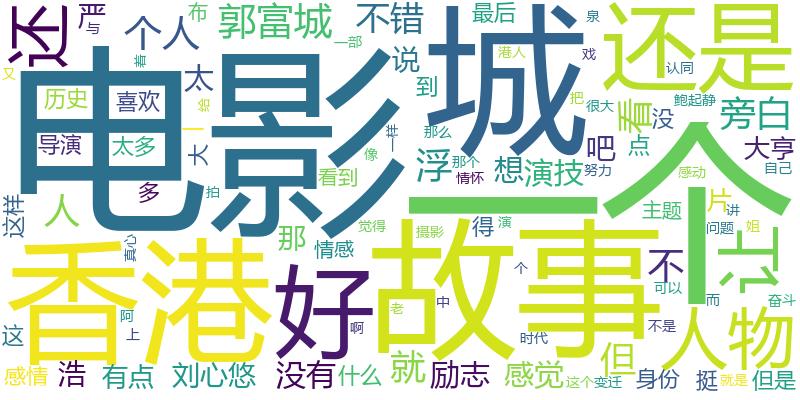 还
严
与
个人
布
郭富城
一部
不错
最后
港人
泉
戏
还是
认同
又
着
太
说
到
城
很大
把
鲍起静
旁白
历史
喜欢
给
电影
一个
看
没
导演
太多
一
大
一样
那么
吧
点
大亨
自己
多
拍
像
看到
浮
那个
情怀
想
演技
努力
感动
片
讲
这样
人
真心
那
情感
觉得
摄影
得
演
主题
问题
姐
让
香港
好
故事
不
个
可以
而
奋斗
这
阿
上
啊
老
中
时代
不是
人物
感情
浩
有点
刘心悠
没有
什么
就
励志
感觉
这个
变迁
但
身份
挺
就是
但是